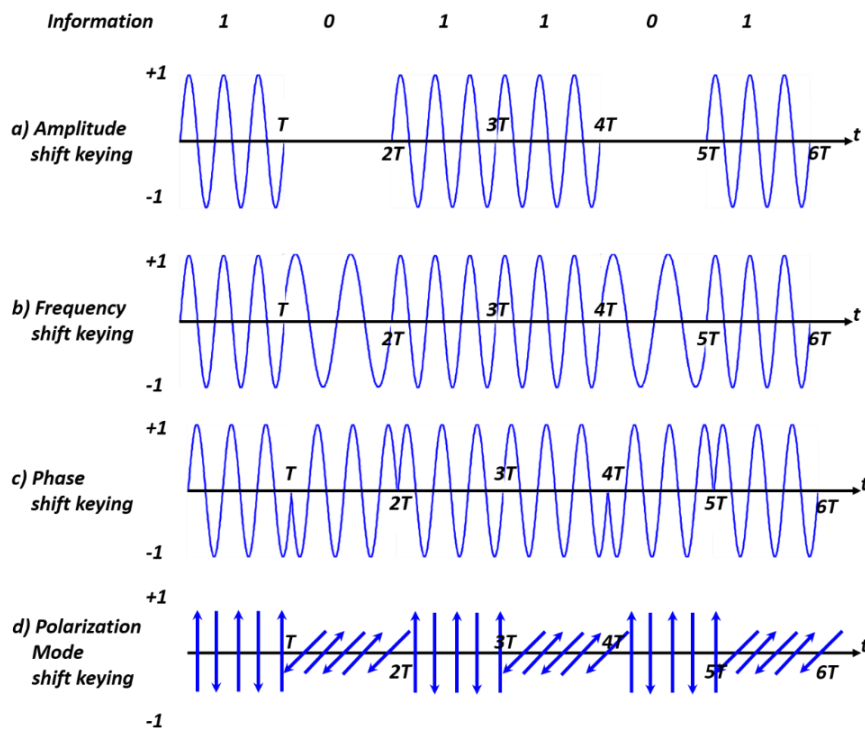 Information 1 0 1 1 0 1
+1
a) Amplitude
shift keying
T 3T 4T t
2T 5T 6T
-1
+1
b) Frequency
shift keying
T 3T 4T t
2T 5T 6T
-1
+1
c) Phase
shift keying
T 3T 4T t
2T 5T 6T
-1
+1
d) Polarization
Mode
shift keying
T 3T 4T t
2T 5T 6T
-1